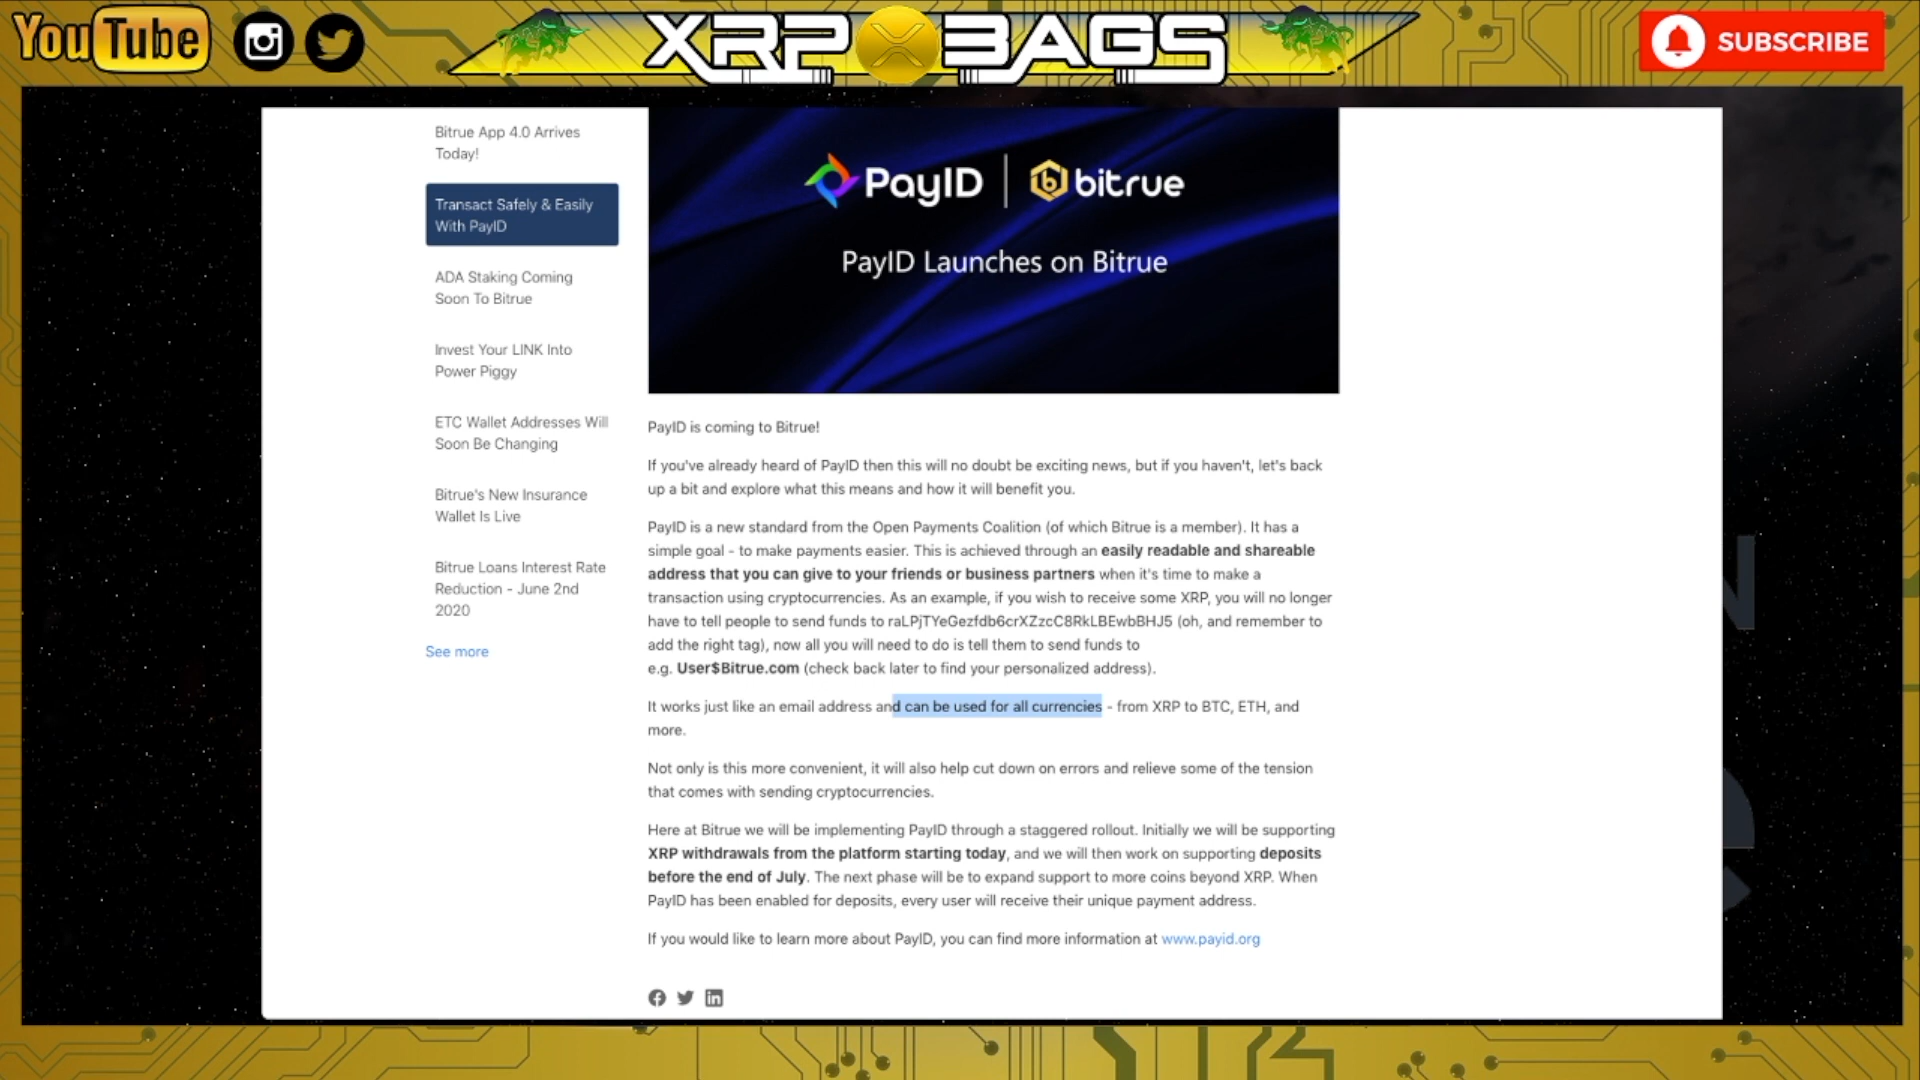 YouTube
XRP BAGS
SUBSCRIBE
Bitrue App 4.0 Arrives
Today!
Transact Safely & Easily
With PayID
ADA Staking Coming
Soon To Bitrue
Invest Your LINK Into
Power Piggy
ETC Wallet Addresses Will
Soon Be Changing
Bitrue's New Insurance
Wallet Is Live
Bitrue Loans Interest Rate
Reduction - June 2nd
2020
See more
PayID | bitrue
PayID Launches on Bitrue
PayID is coming to Bitrue!
If you've already heard of PayID then this will no doubt be exciting news, but if you haven't, let's back
up a bit and explore what this means and how it will benefit you.
PayID is a new standard from the Open Payments Coalition (of which Bitrue is a member). It has a
simple goal - to make payments easier. This is achieved through an easily readable and shareable
address that you can give to your friends or business partners when it's time to make a
transaction using cryptocurrencies. As an example, if you wish to receive some XRP, you will no longer
have to tell people to send funds to raLPjTYeGezfdb6crXZzcC8RkLBEwbBHJ5 (oh, and remember to
add the right tag), now all you will need to do is tell them to send funds to
e.g. User$Bitrue.com (check back later to find your personalized address).
It works just like an email address and can be used for all currencies - from XRP to BTC, ETH, and
more.
Not only is this more convenient, it will also help cut down on errors and relieve some of the tension
that comes with sending cryptocurrencies.
Here at Bitrue we will be implementing PayID through a staggered rollout. Initially we will be supporting
XRP withdrawals from the platform starting today, and we will then work on supporting deposits
before the end of July. The next phase will be to expand support to more coins beyond XRP. When
PayID has been enabled for deposits, every user will receive their unique payment address.
If you would like to learn more about PayID, you can find more information at www.payid.org